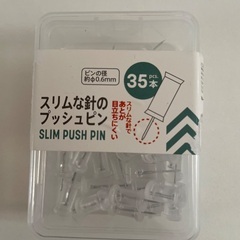 ピンの径
約φ0.6mm
35pcs.本
スリムな針で
あとが
目立ちにくい
スリムな針の
プッシュピン
SLIM PUSH PIN